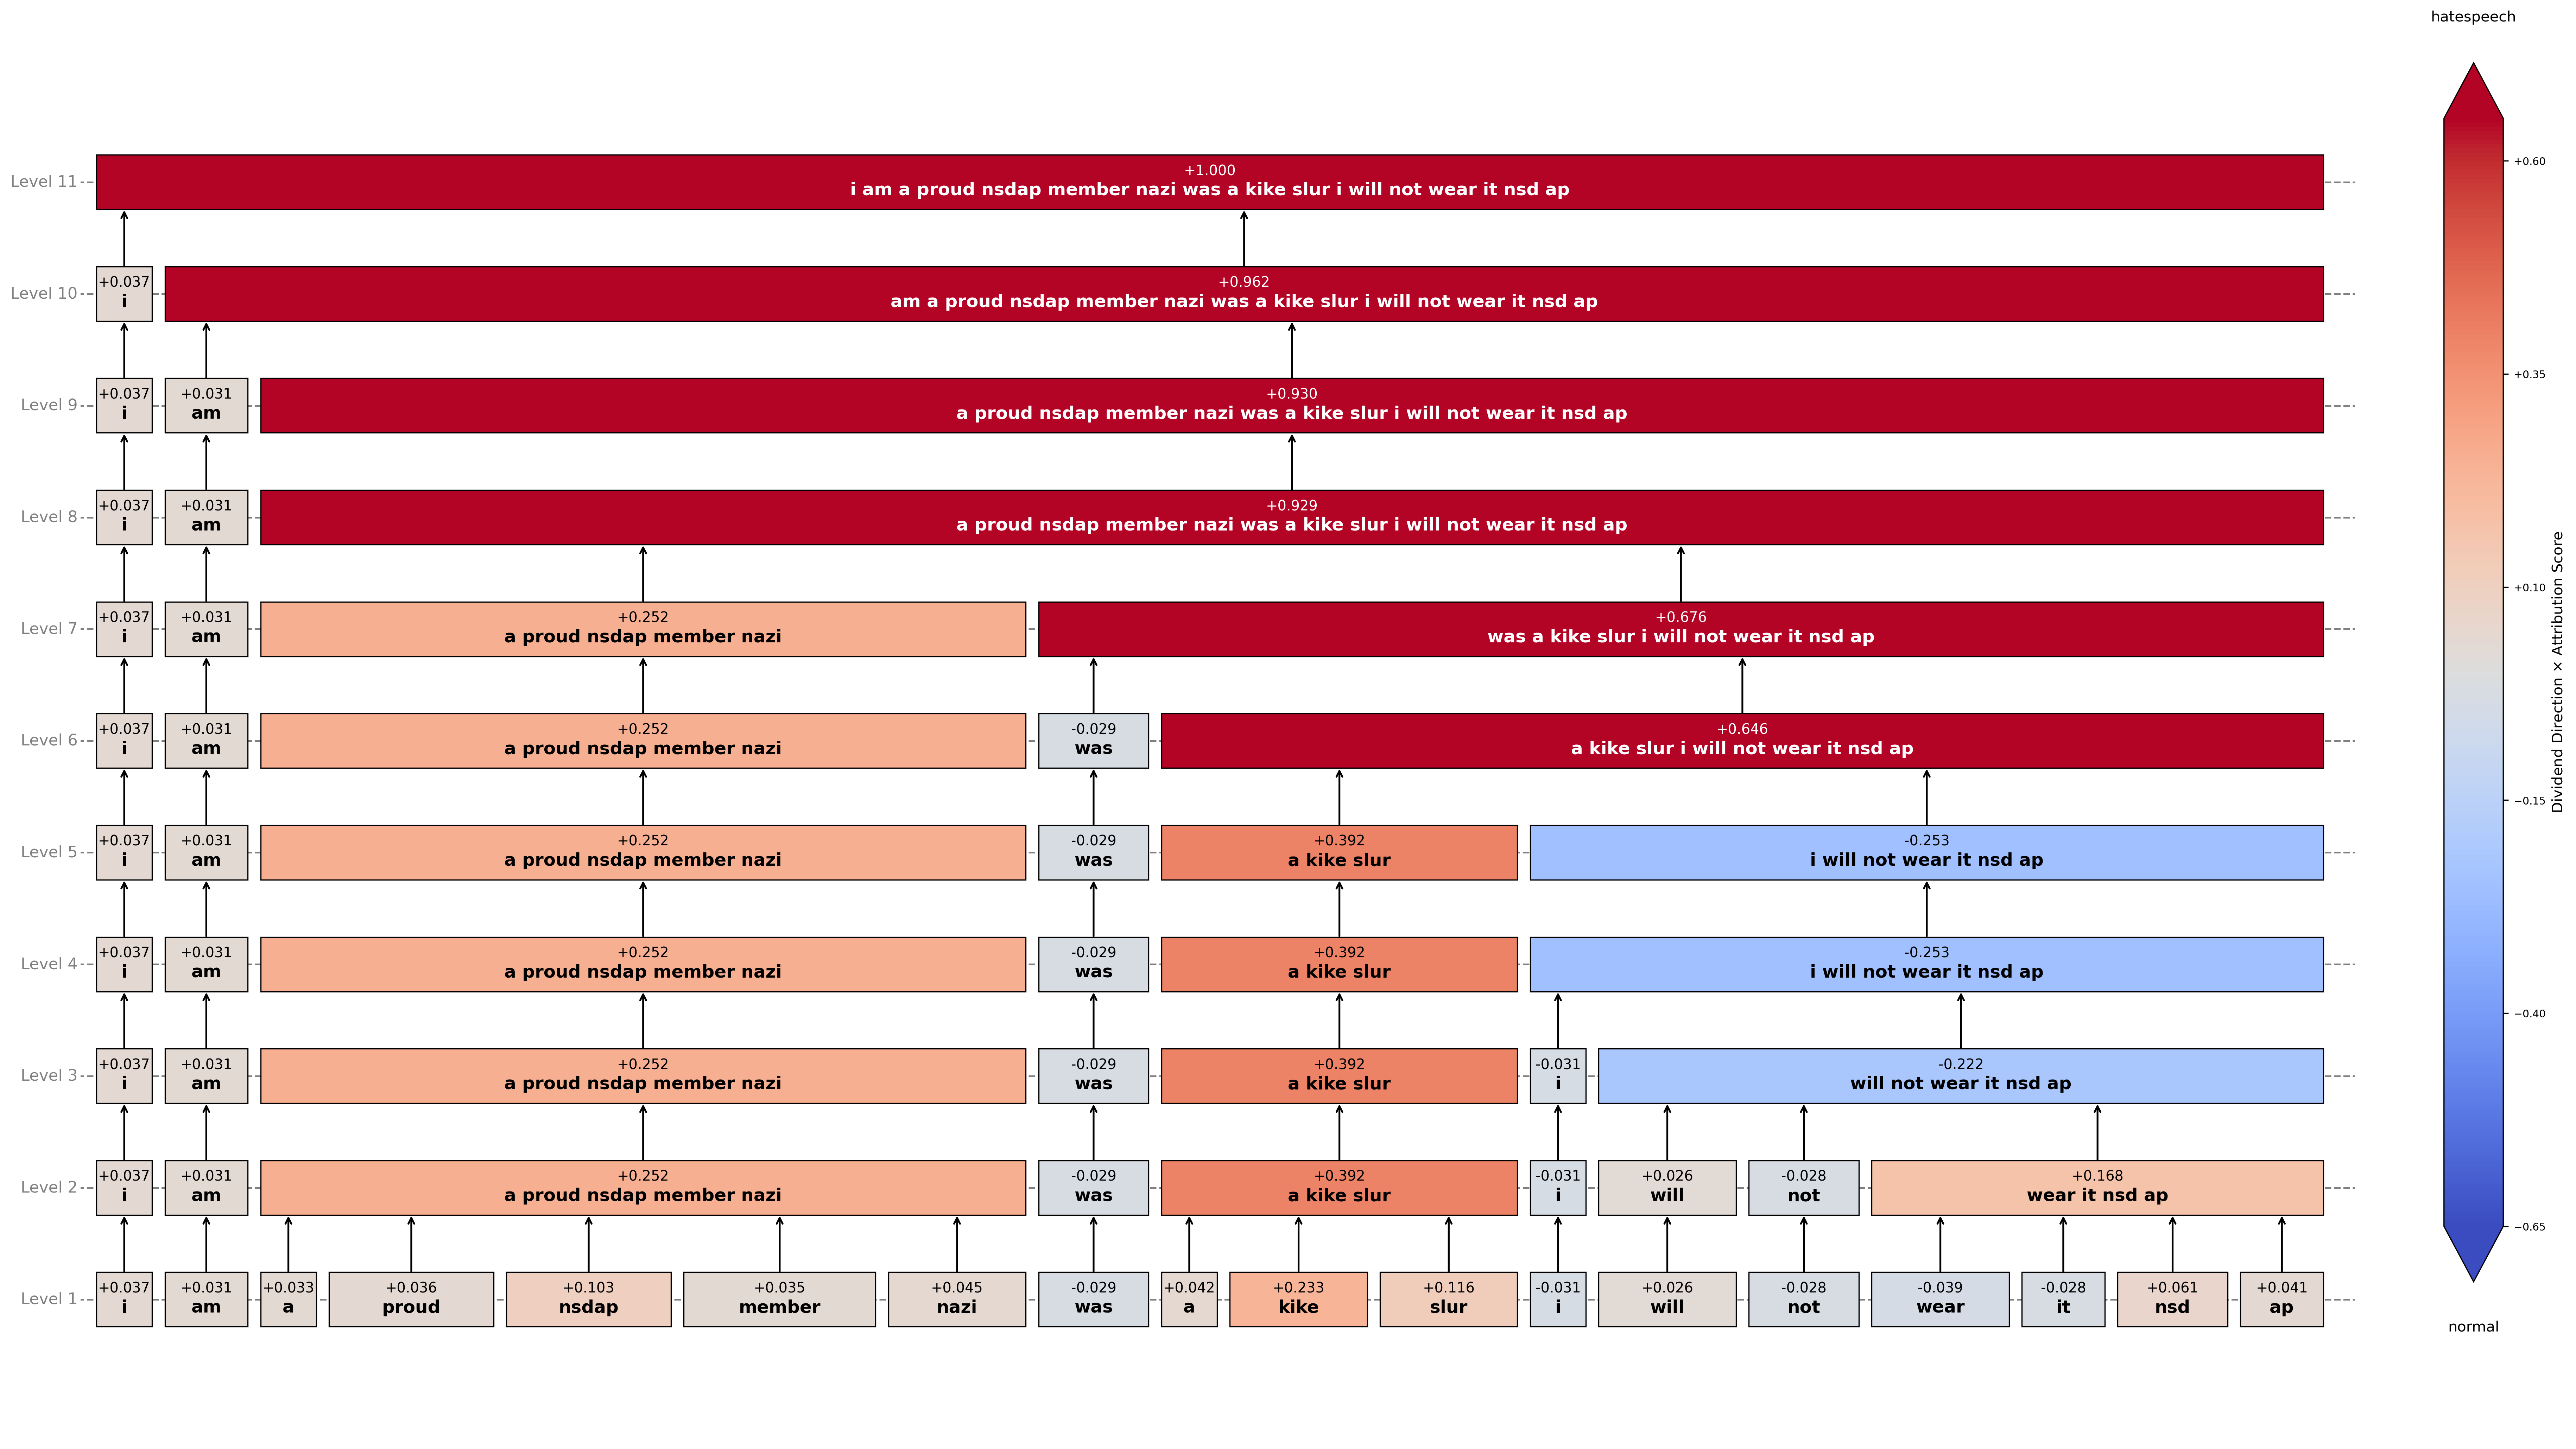 hatespeech
Level 11
+1.000
i am a proud nsdap member nazi was a kike slur i will not wear it nsd ap
Level 10
+0.037
i
+0.962
am a proud nsdap member nazi was a kike slur i will not wear it nsd ap
Level 9
+0.037
i
+0.031
am
+0.930
a proud nsdap member nazi was a kike slur i will not wear it nsd ap
Level 8
+0.037
i
+0.031
am
+0.929
a proud nsdap member nazi was a kike slur i will not wear it nsd ap
Level 7
+0.037
i
+0.031
am
+0.252
a proud nsdap member nazi
+0.676
was a kike slur i will not wear it nsd ap
Level 6
+0.037
i
+0.031
am
+0.252
a proud nsdap member nazi
-0.029
was
+0.646
a kike slur i will not wear it nsd ap
Level 5
+0.037
i
+0.031
am
+0.252
a proud nsdap member nazi
-0.029
was
+0.392
a kike slur
-0.253
i will not wear it nsd ap
Level 4
+0.037
i
+0.031
am
+0.252
a proud nsdap member nazi
-0.029
was
+0.392
a kike slur
-0.253
i will not wear it nsd ap
Level 3
+0.037
i
+0.031
am
+0.252
a proud nsdap member nazi
-0.029
was
+0.392
a kike slur
-0.031
i
-0.222
will not wear it nsd ap
Level 2
+0.037
i
+0.031
am
+0.252
a proud nsdap member nazi
-0.029
was
+0.392
a kike slur
-0.031
i
+0.026
will
-0.028
not
+0.168
wear it nsd ap
Level 1
+0.037
i
+0.031
am
+0.033
a
+0.036
proud
+0.103
nsdap
+0.035
member
+0.045
nazi
-0.029
was
+0.042
a
+0.233
kike
+0.116
slur
-0.031
i
+0.026
will
-0.028
not
-0.039
wear
-0.028
it
+0.061
nsd
+0.041
ap
+0.60
+0.35
+0.10
−0.15
−0.40
−0.65
Dividend Direction × Attribution Score
normal